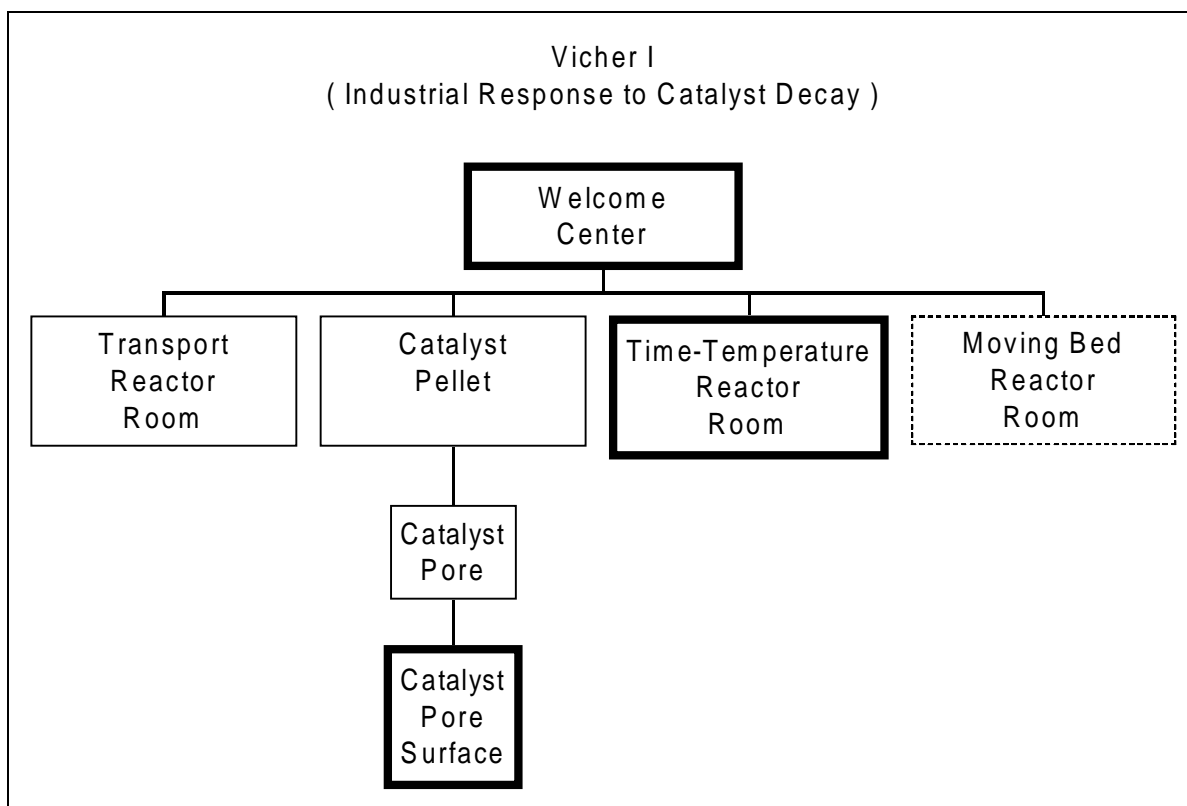 Vicher I
( Industrial Response to Catalyst Decay )
Welcome
Center
Transport
Reactor
Room
Catalyst
Pellet
Time-Temperature
Reactor
Room
Moving Bed
Reactor
Room
Catalyst
Pore
Catalyst
Pore
Surface